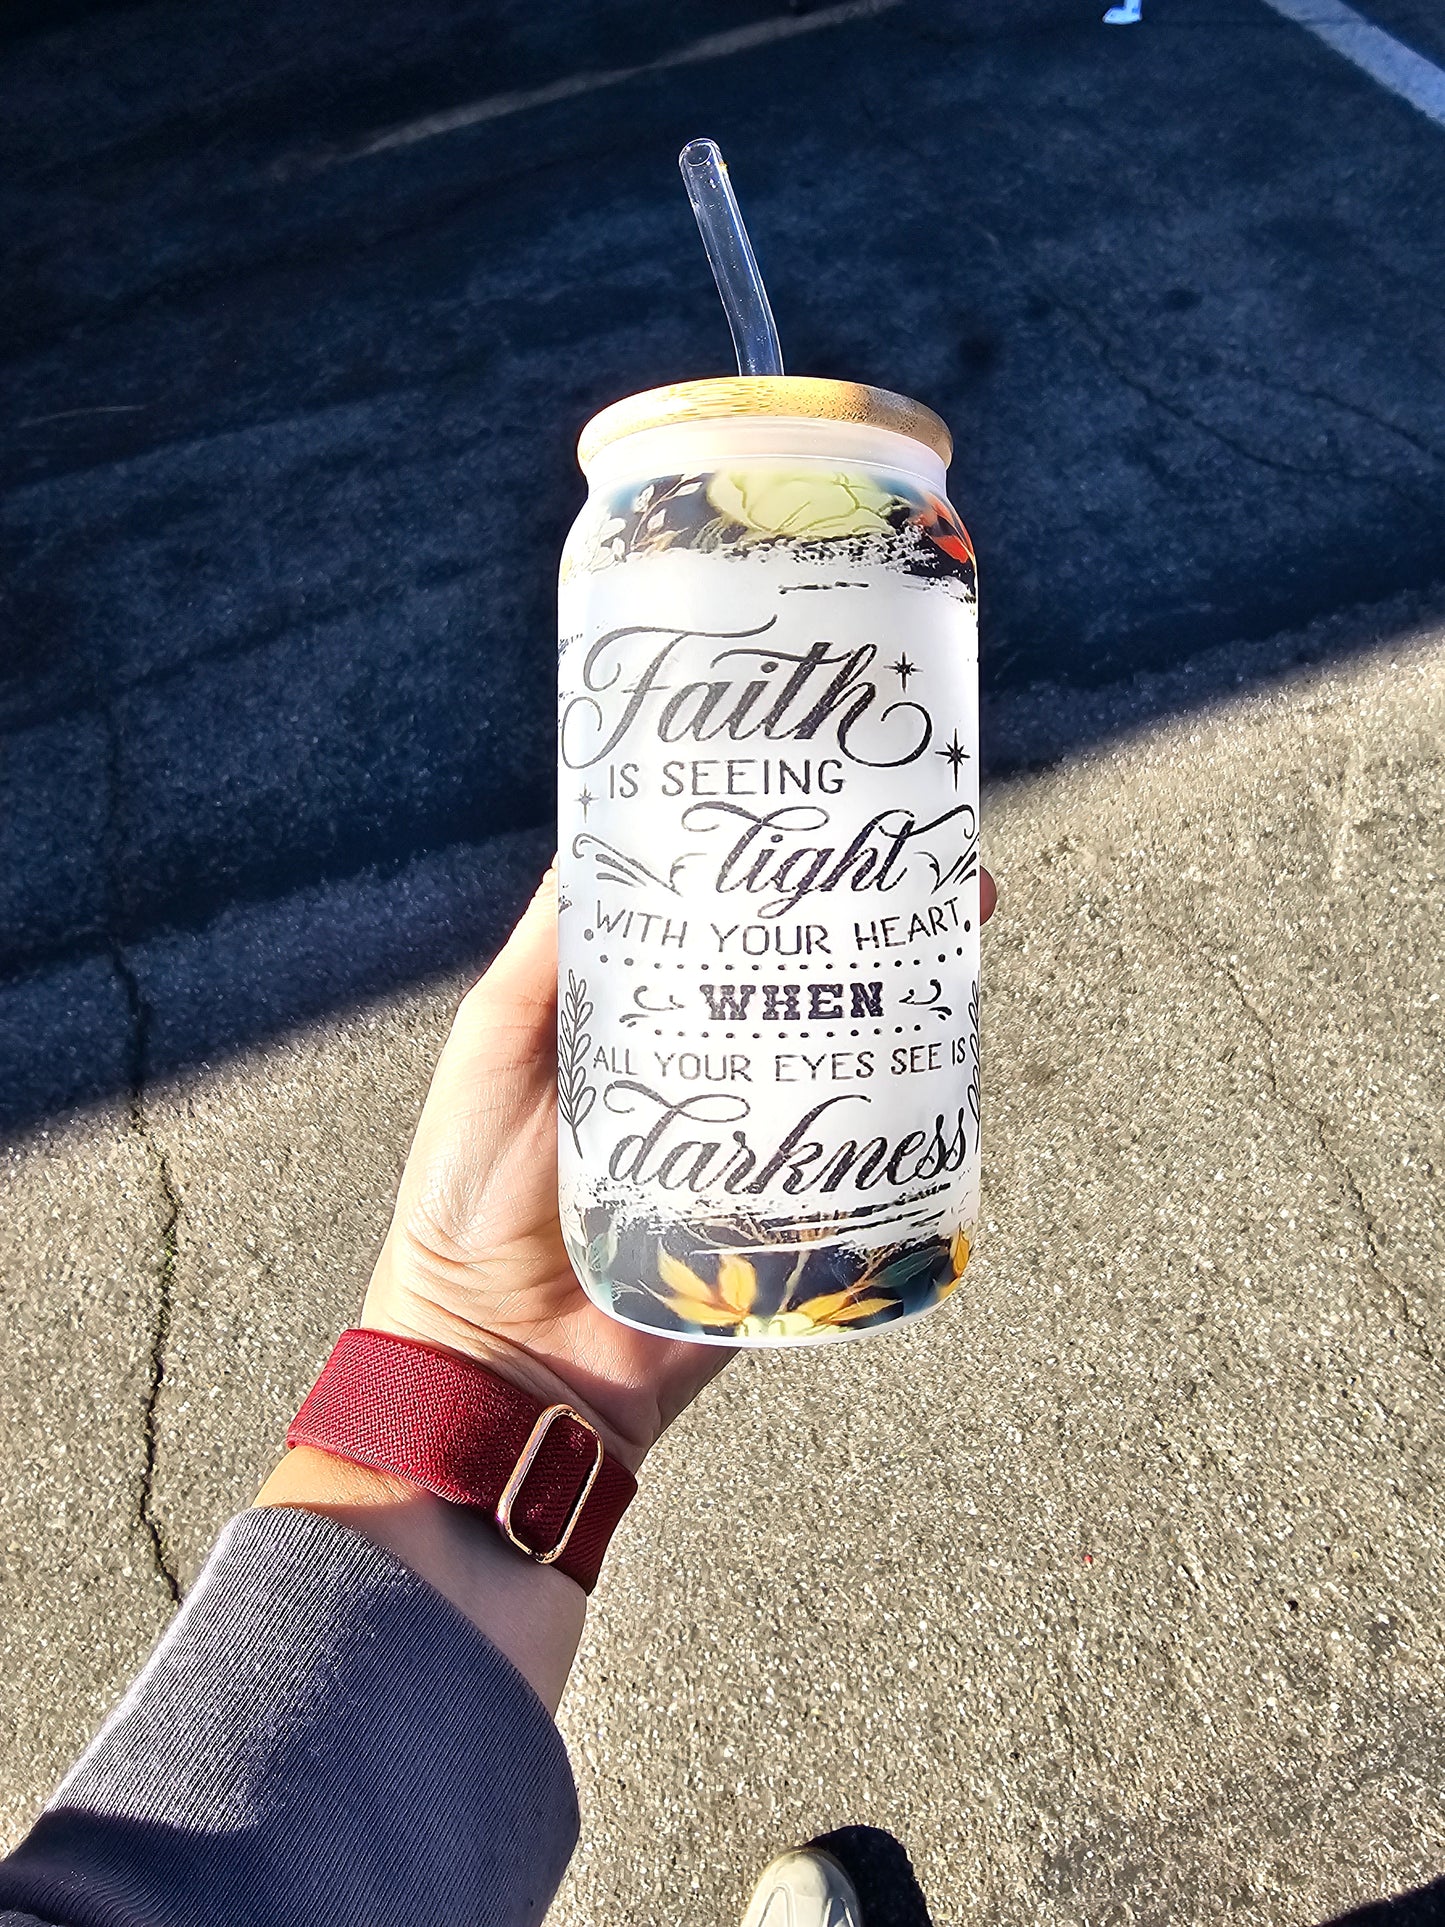 Faith
IS SEEING
light
WITH YOUR HEART
WHEN
ALL YOUR EYES SEE IS
darkness